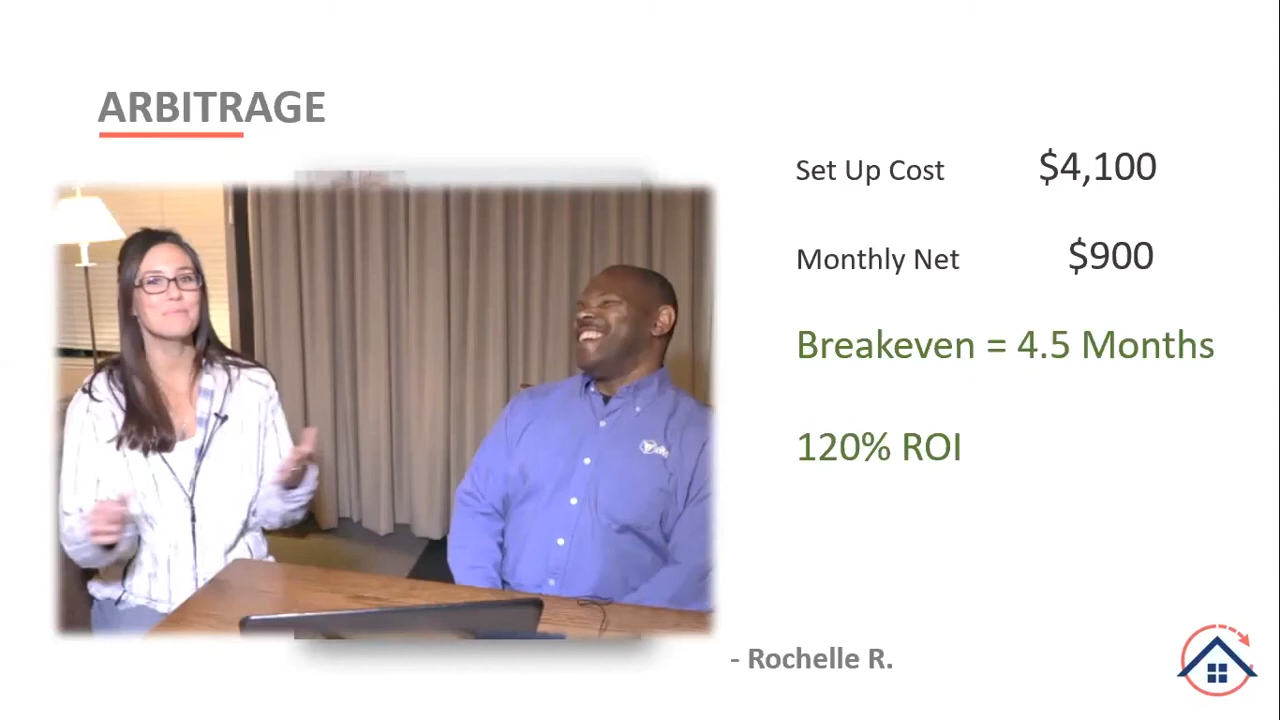 ARBITRAGE
Set Up Cost $4,100
Monthly Net $900
Breakeven = 4.5 Months
120% ROI
- Rochelle R.